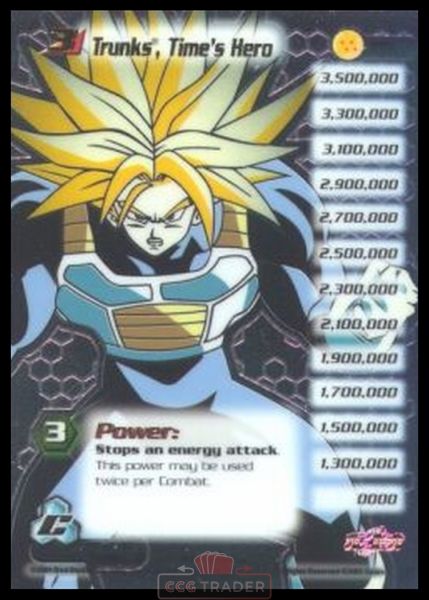 31 Trunks®, Time's Hero
3,500,000
3,300,000
3,100,000
2,900,000
2,700,000
2,500,000
2,300,000
2,100,000
1,900,000
1,700,000
1,500,000
1,300,000
0000
3
Power:
Stops an energy attack.
This power may be used
twice per Combat.
C
CCG TRADER